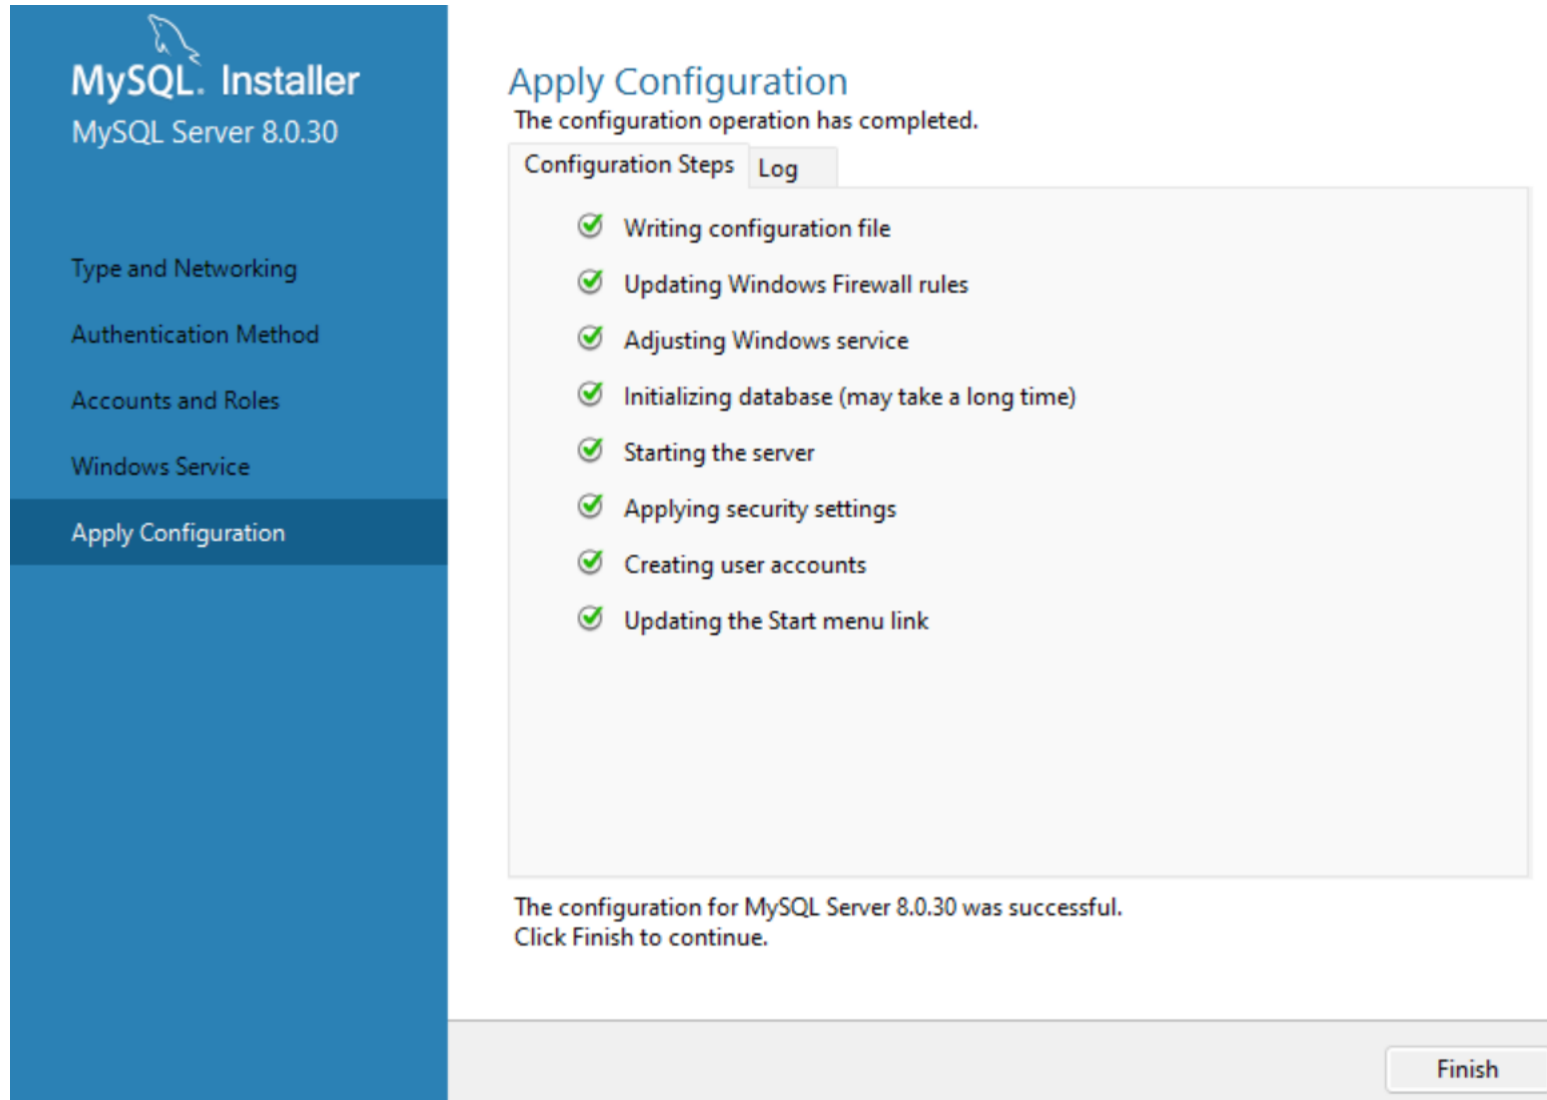 MySQL. Installer
MySQL Server 8.0.30
Type and Networking
Authentication Method
Accounts and Roles
Windows Service
Apply Configuration
Apply Configuration
The configuration operation has completed.
Configuration Steps
Log
Writing configuration file
Updating Windows Firewall rules
Adjusting Windows service
Initializing database (may take a long time)
Starting the server
Applying security settings
Creating user accounts
Updating the Start menu link
The configuration for MySQL Server 8.0.30 was successful.
Click Finish to continue.
Finish